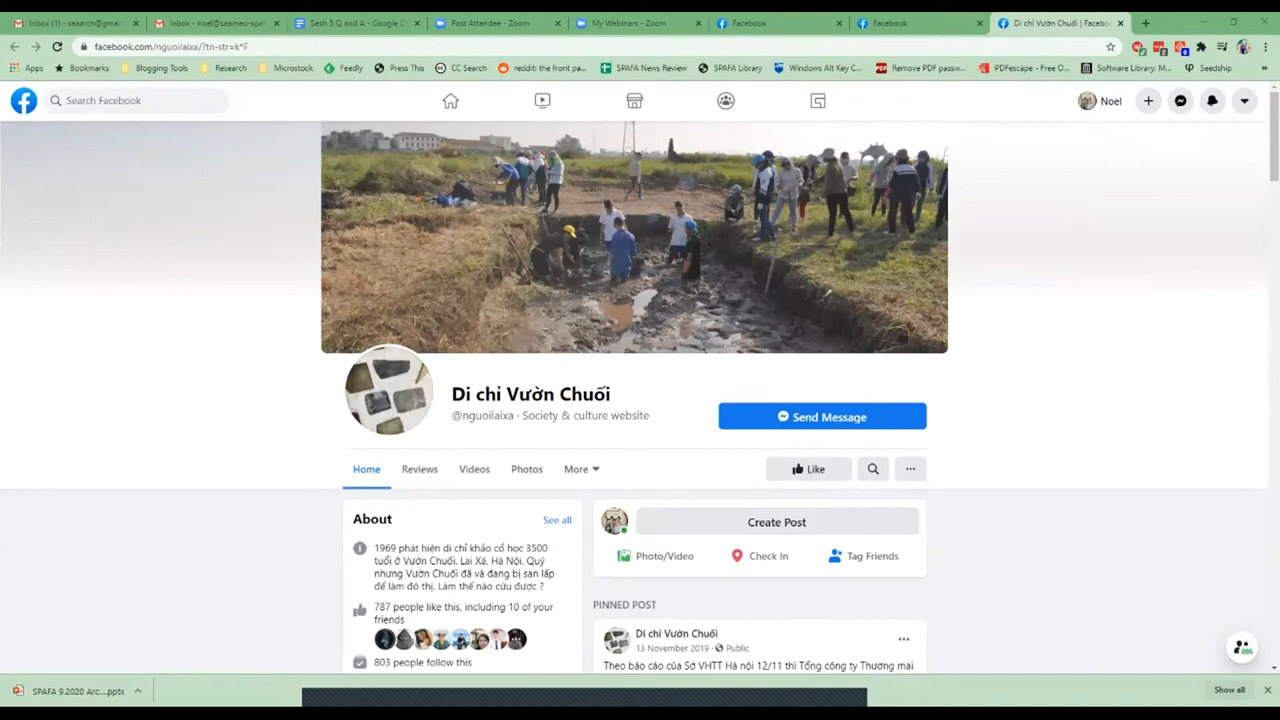 Inbox (1) - seaarch@gmai
Inbox - noel@seameo-spaf
Sesh 5 Q and A - Google D
Post Attendee - Zoom
My Webinars - Zoom
Facebook
Facebook
Di chỉ Vườn Chuối | Faceboo
facebook.com/nguoilaixa/?tn-str=k*F
Apps
Bookmarks
Blogging Tools
Research
Microstock
Feedly
Press This
CC Search
reddit: the front pa...
SPAFA News Review
SPAFA Library
Windows Alt Key C...
Remove PDF passw...
PDFescape - Free O...
Software Library: M...
Seedship
Search Facebook
Noel
Di chỉ Vườn Chuối
@nguoilaixa · Society & culture website
Send Message
Home
Reviews
Videos
Photos
More
Like
About
See all
1969 phát hiện di chỉ khảo cổ học 3500
tuổi ở Vườn Chuối. Lai Xá, Hà Nội. Quý
nhưng Vườn Chuối đã và đang bị san lấp
để làm đô thị. Làm thế nào cứu được ?
787 people like this, including 10 of your
friends
803 people follow this
Create Post
Photo/Video
Check In
Tag Friends
PINNED POST
Di chỉ Vườn Chuối
13 November 2019 · Public
Theo báo cáo của Sở VHTT Hà nội 12/11 thì Tổng công ty Thương mai
SPAFA 9.2020 Arc....pptx
Show all